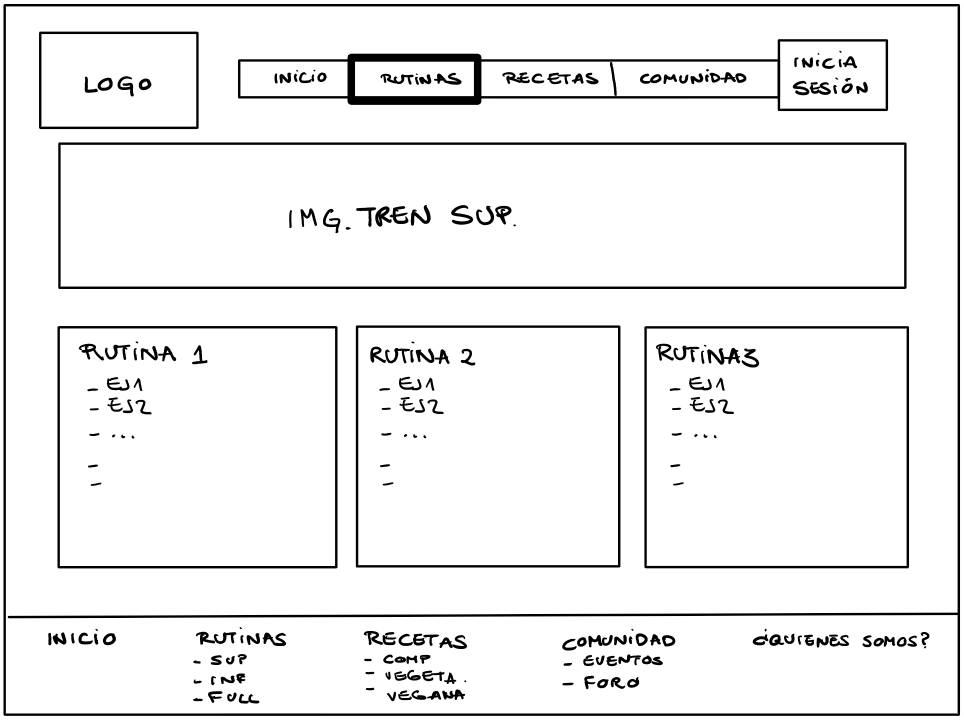 LOGO
INICIO RUTINAS RECETAS COMUNIDAD
INICIA
SESIÓN
IMG. TREN SUP.
RUTINA 1
- EJ1
- EJ2
- ...
-
-
RUTINA 2
- EJ1
- EJ2
- ...
-
-
RUTINA3
- EJ1
- EJ2
- ...
-
-
INICIO
RUTINAS
- SUP
- INF
- FULL
RECETAS
- COMP
- VEGETA.
- VEGANA
COMUNIDAD
- EVENTOS
- FORO
¿QUIENES SOMOS?